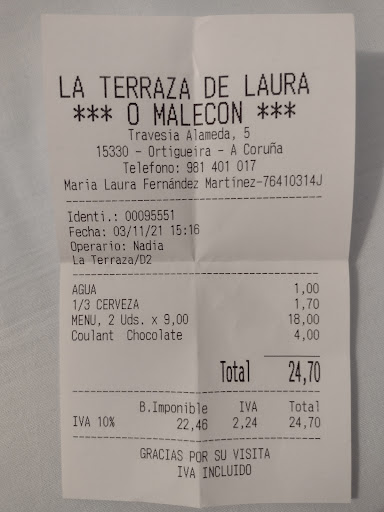 LA TERRAZA DE LAURA
*** O MALECON ***
Travesia Alameda, 5
15330 - Ortigueira - A Coruña
Telefono: 981 401 017
Maria Laura Fernández Martínez-76410314J
Identi.: 00095551
Fecha: 03/11/21 15:16
Operario: Nadia
La Terraza/D2
AGUA 1,00
1/3 CERVEZA 1,70
MENU, 2 Uds. x 9,00 18,00
Coulant Chocolate 4,00
Total 24,70
B.Imponible IVA Total
IVA 10% 22,46 2,24 24,70
GRACIAS POR SU VISITA
IVA INCLUIDO